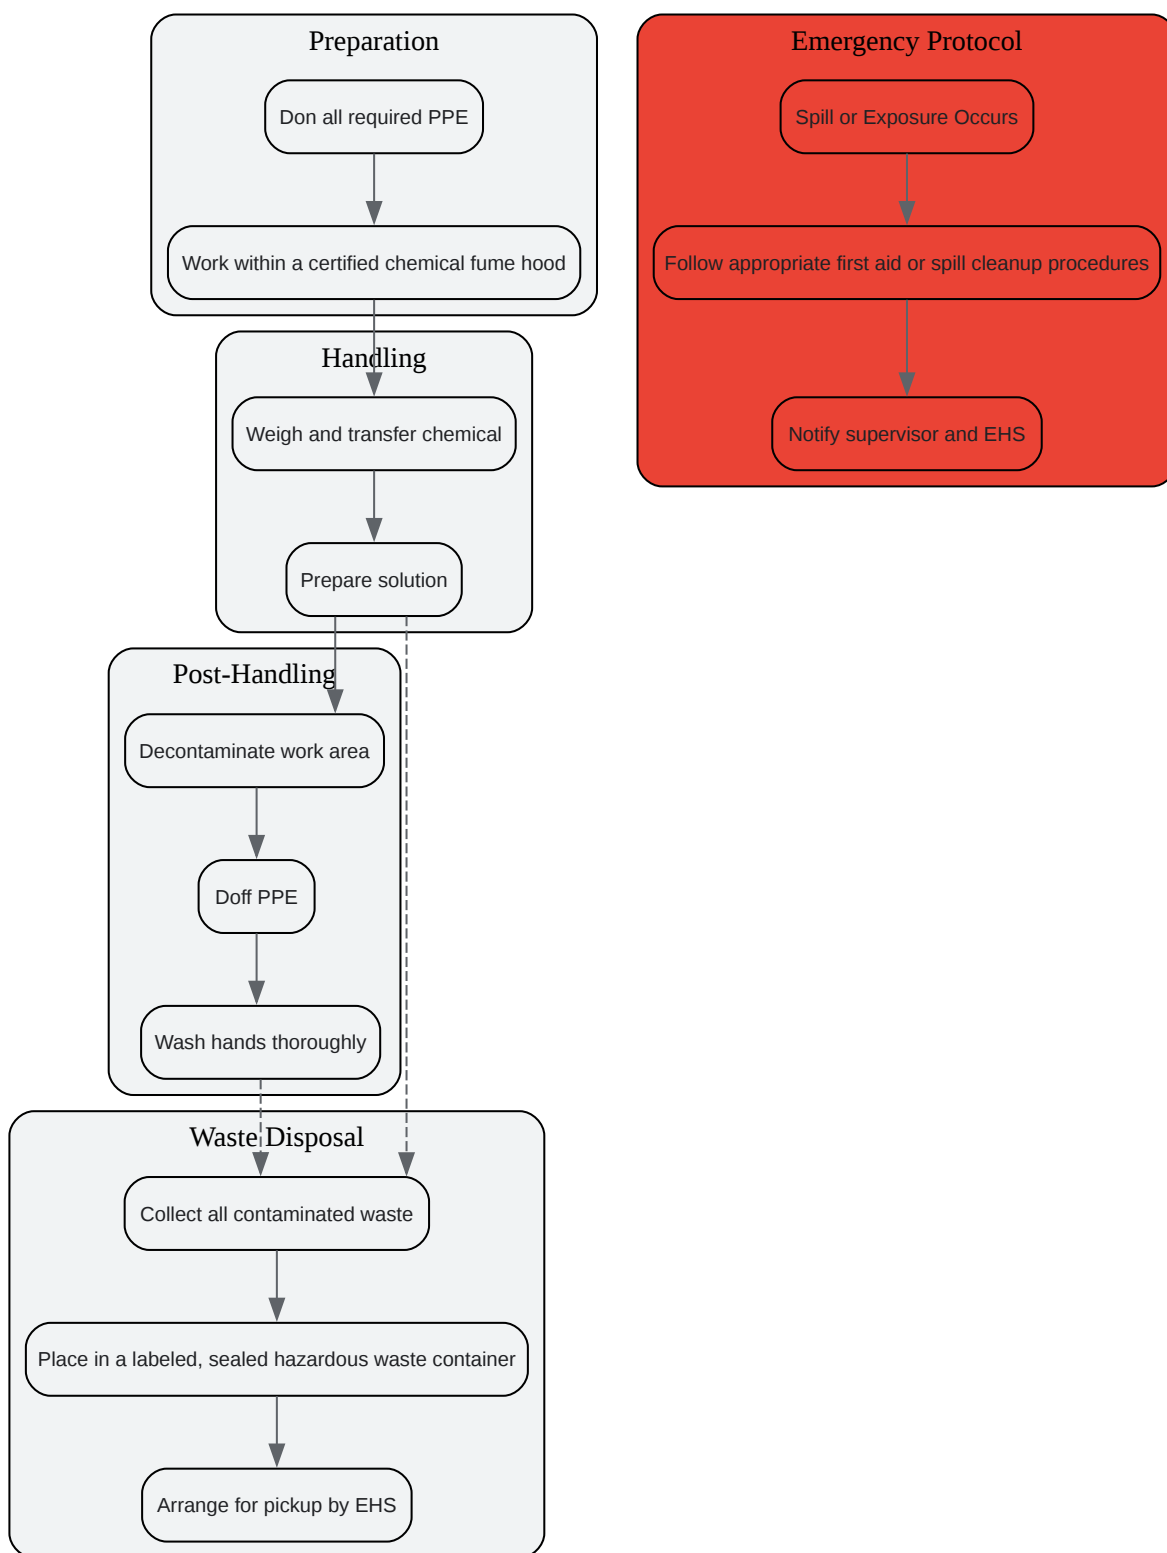 Preparation
Don all required PPE
Work within a certified chemical fume hood
Handling
Weigh and transfer chemical
Prepare solution
Post-Handling
Decontaminate work area
Doff PPE
Wash hands thoroughly
Waste Disposal
Collect all contaminated waste
Place in a labeled, sealed hazardous waste container
Arrange for pickup by EHS
Emergency Protocol
Spill or Exposure Occurs
Follow appropriate first aid or spill cleanup procedures
Notify supervisor and EHS